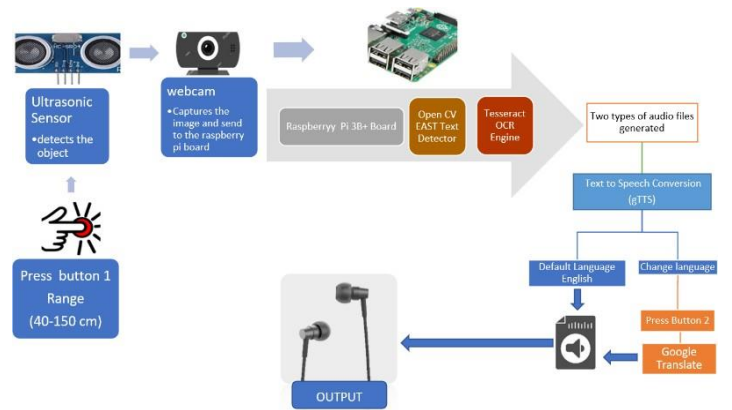 Ultrasonic
Sensor
•detects the
object
Press button 1
Range
(40-150 cm)
webcam
•Captures the
image and send
to the raspberry
pi board
Raspberryy Pi 3B+ Board
Open CV
EAST Text
Detector
Tesseract
OCR
Engine
Two types of audio files
generated
Text to Speech Conversion
(gTTS)
Default Language
English
Change language
Press Button 2
Google
Translate
OUTPUT